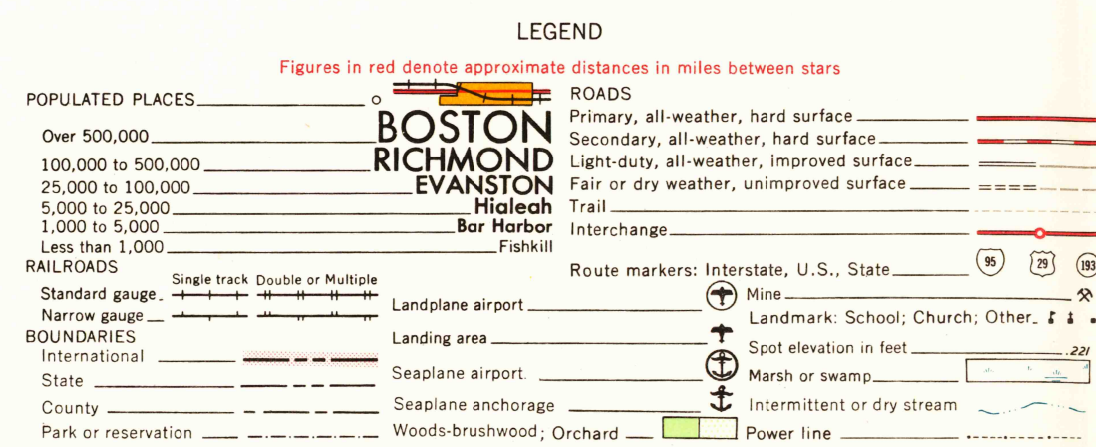 LEGEND
Figures in red denote approximate distances in miles between stars
POPULATED PLACES
Over 500,000 BOSTON
100,000 to 500,000 RICHMOND
25,000 to 100,000 EVANSTON
5,000 to 25,000 Hialeah
1,000 to 5,000 Bar Harbor
Less than 1,000 Fishkill
RAILROADS
Single track Double or Multiple
Standard gauge
Narrow gauge
BOUNDARIES
International
State
County
Park or reservation
Landplane airport
Landing area
Seaplane airport.
Seaplane anchorage
Woods-brushwood; Orchard
ROADS
Primary, all-weather, hard surface
Secondary, all-weather, hard surface
Light-duty, all-weather, improved surface
Fair or dry weather, unimproved surface
Trail
Interchange
Route markers: Interstate, U.S., State 95 29 193
Mine
Landmark: School; Church; Other
Spot elevation in feet .221
Marsh or swamp
Intermittent or dry stream
Power line